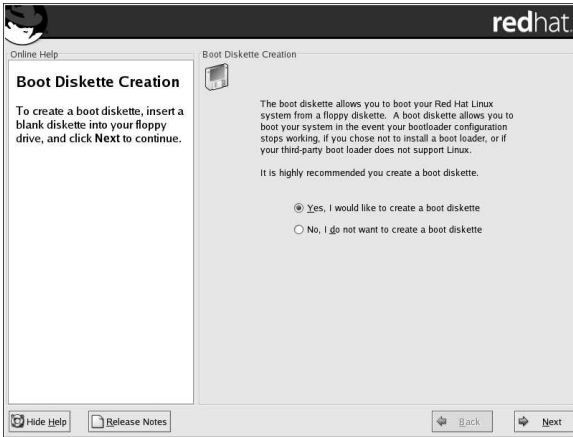 redhat.
Online Help
Boot Diskette Creation
To create a boot diskette, insert a
blank diskette into your floppy
drive, and click Next to continue.
Boot Diskette Creation
The boot diskette allows you to boot your Red Hat Linux
system from a floppy diskette. A boot diskette allows you to
boot your system in the event your bootloader configuration
stops working, if you chose not to install a boot loader, or if
your third-party boot loader does not support Linux.
It is highly recommended you create a boot diskette.
Yes, I would like to create a boot diskette
No, I do not want to create a boot diskette
Hide Help
Release Notes
Back
Next